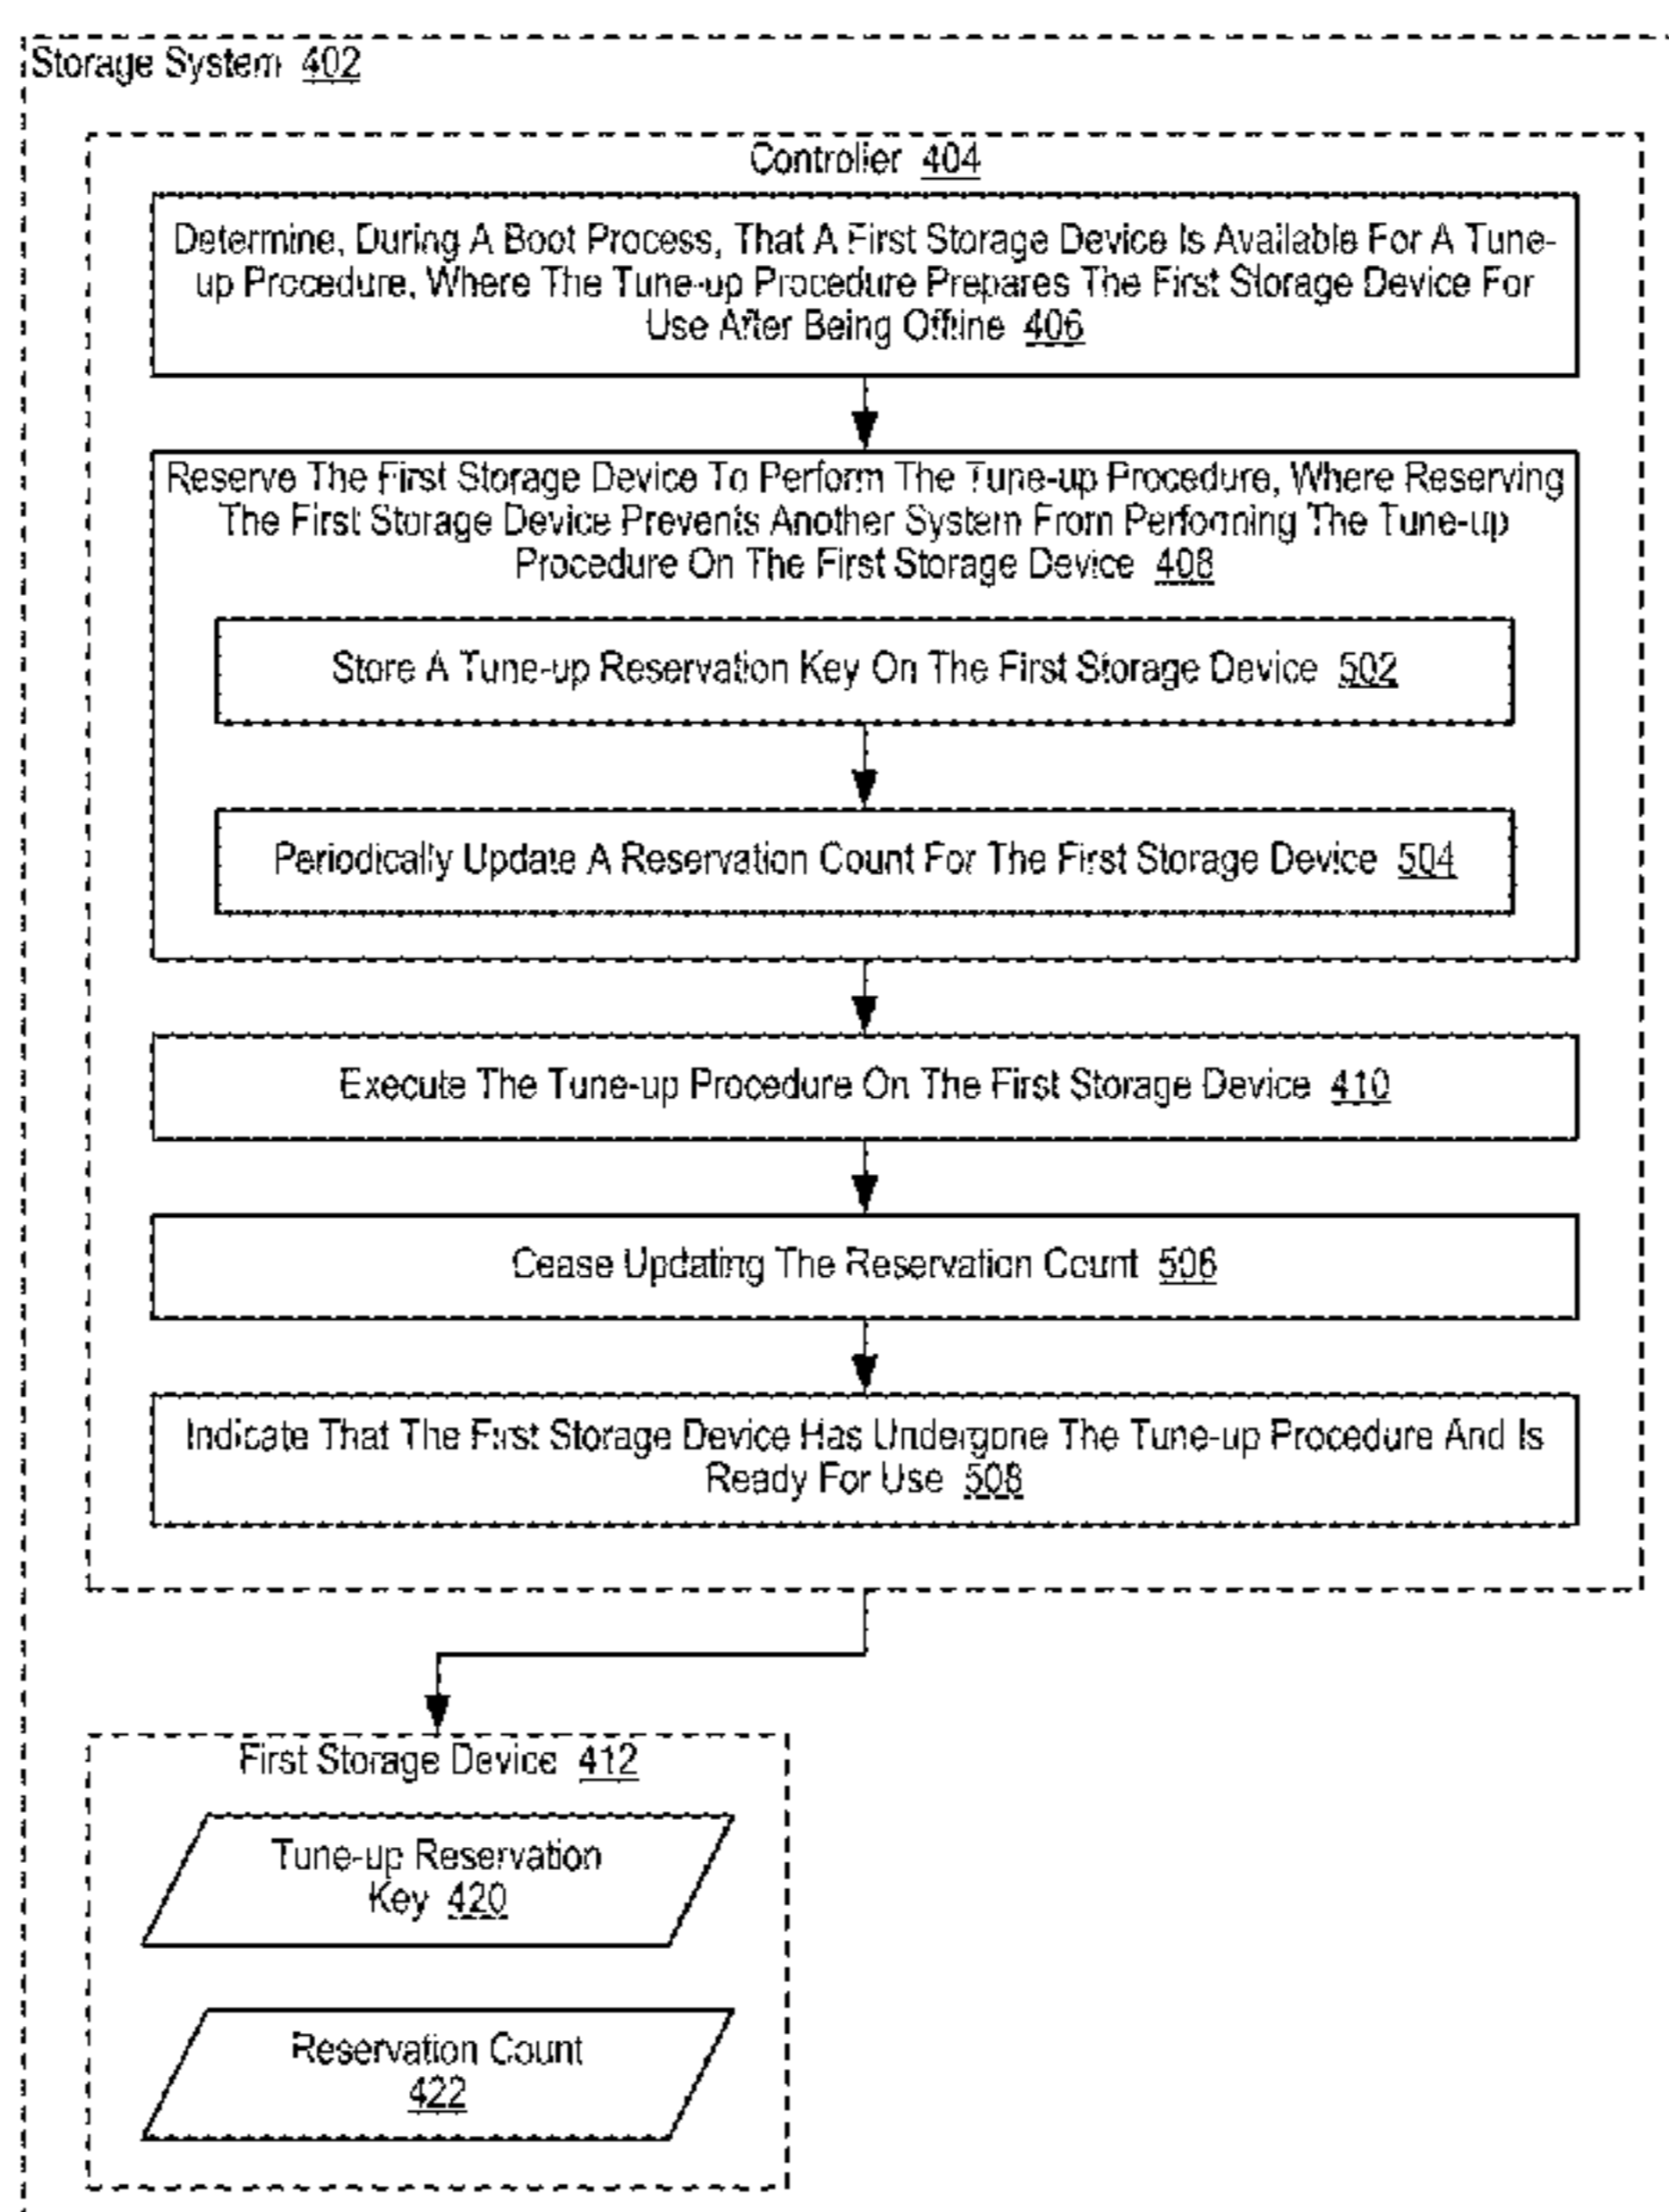 Storage System 402
Controller 404
Determine, During A Boot Process, That A First Storage Device Is Available For A Tune-
up Procedure, Where The Tune-up Procedure Prepares The First Storage Device For
Use After Being Offline 406
Reserve The First Storage Device To Perform The Tune-up Procedure, Where Reserving
The First Storage Device Prevents Another System From Performing The Tune-up
Procedure On The First Storage Device 408
Store A Tune-up Reservation Key On The First Storage Device 502
Periodically Update A Reservation Count For The First Storage Device 504
Execute The Tune-up Procedure On The First Storage Device 410
Cease Updating The Reservation Count 506
Indicate That The First Storage Device Has Undergone The Tune-up Procedure And Is
Ready For Use 508
First Storage Device 412
Tune-up Reservation
Key 420
Reservation Count
422